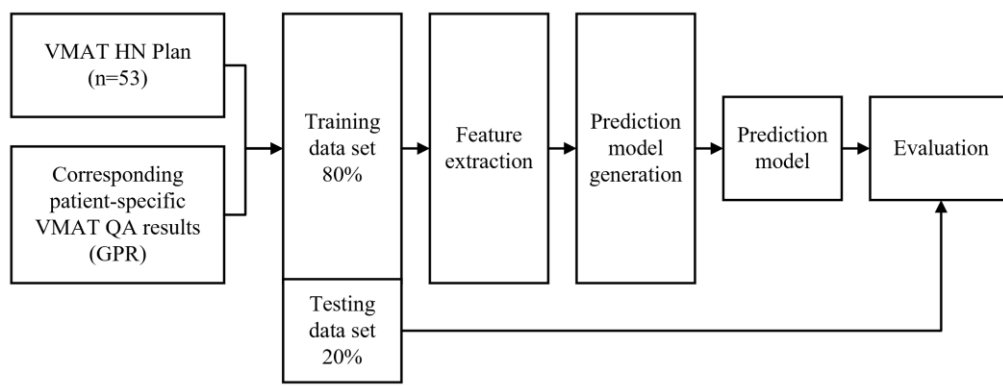 VMAT HN Plan
(n=53)
Corresponding
patient-specific
VMAT QA results
(GPR)
Training
data set
80%
Testing
data set
20%
Feature
extraction
Prediction
model
generation
Prediction
model
Evaluation